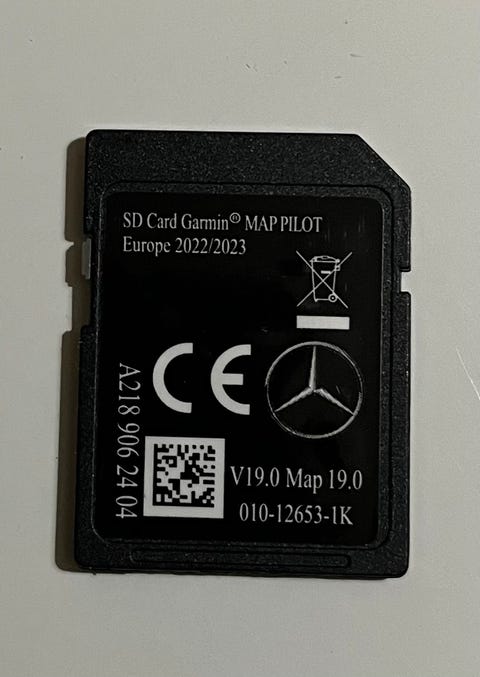 SD Card Garmin® MAP PILOT
Europe 2022/2023
CE
A218 906 24 04
V19.0 Map 19.0
010-12653-1K